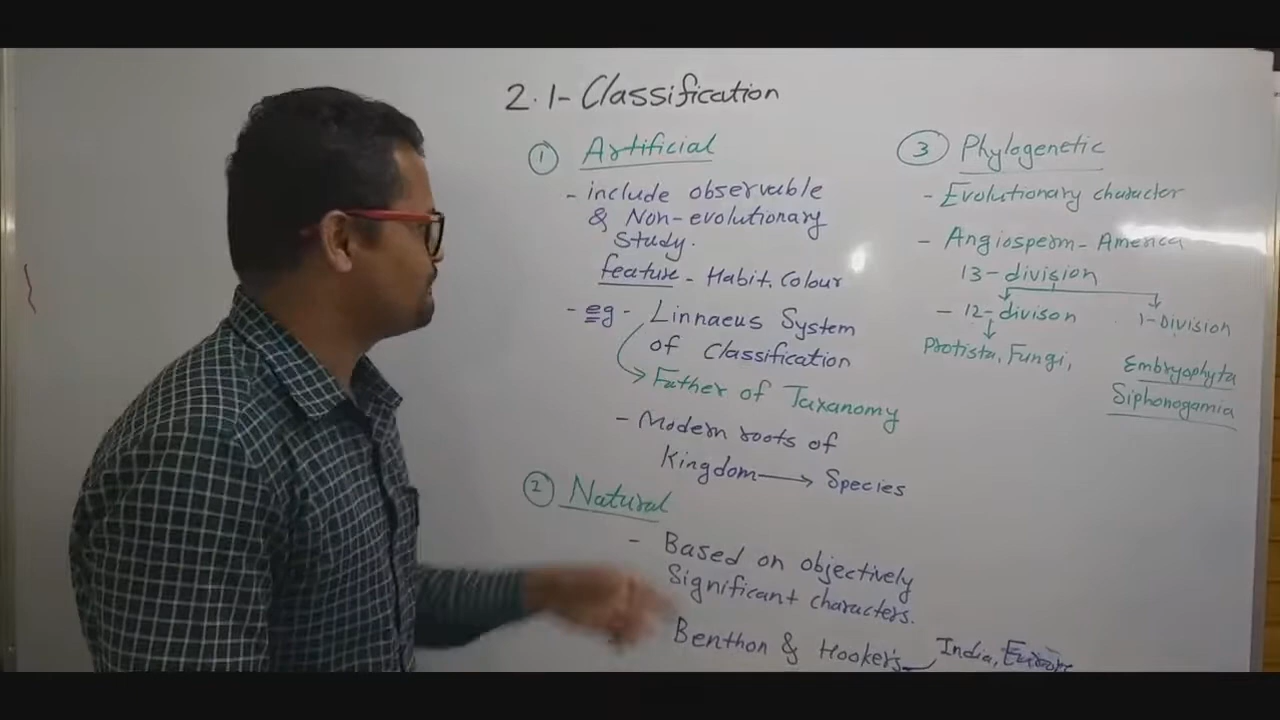 2.1- Classification
① Artificial
- include observable
& Non-evolutionary
Study.
feature - Habit. Colour
- eg - Linnaeus System
of Classification
→ Father of Taxanomy
- Modern roots of
Kingdom → Species
② Natural
- Based on objectively
Significant characters.
Benthon & Hooker's India, Europe
③ Phylogenetic
- Evolutionary character
- Angiosperm - America
13-division
- 12-divison
1-Division
Protista, Fungi,
Embryophyta
Siphonogamia